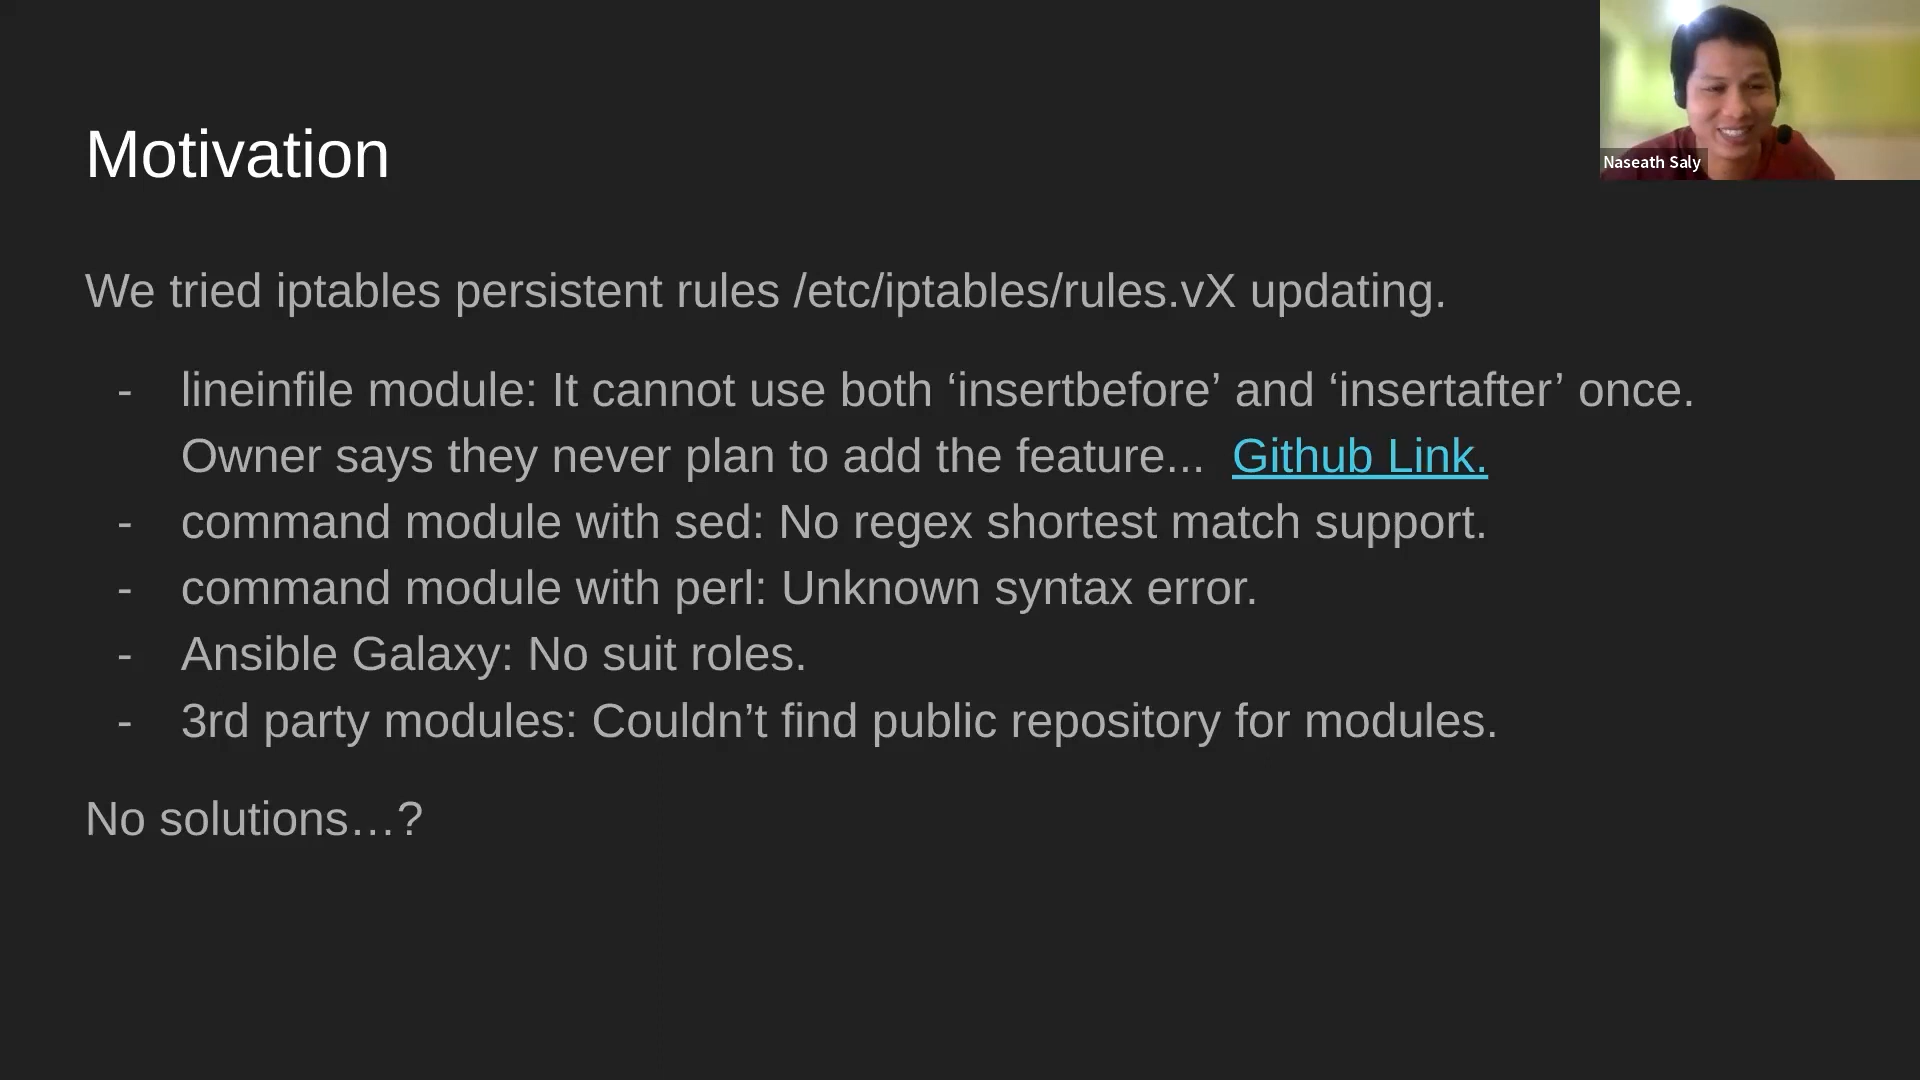 Naseath Saly
Motivation
We tried iptables persistent rules /etc/iptables/rules.vX updating.
- lineinfile module: It cannot use both ‘insertbefore’ and ‘insertafter’ once.
Owner says they never plan to add the feature... Github Link.
- command module with sed: No regex shortest match support.
- command module with perl: Unknown syntax error.
- Ansible Galaxy: No suit roles.
- 3rd party modules: Couldn’t find public repository for modules.
No solutions…?